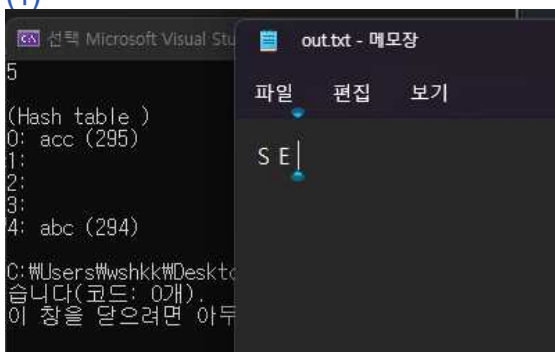 (1)
선택 Microsoft Visual Stu
5
(Hash table )
0: acc (295)
1:
2:
3:
4: abc (294)
C:₩Users₩wshkk₩Deskto
습니다(코드: 0개).
이 창을 닫으려면 아무
out.txt - 메모장
파일 편집 보기
S E